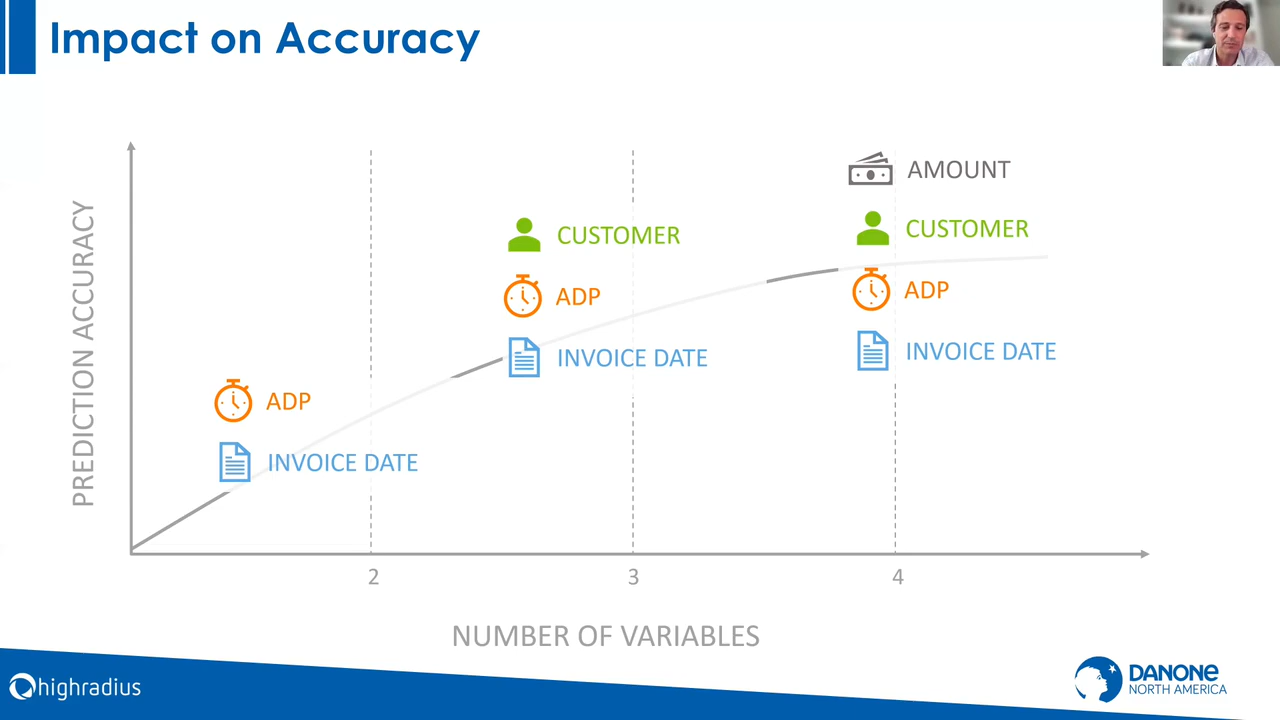 Impact on Accuracy
PREDICTION ACCURACY
ADP
INVOICE DATE
CUSTOMER
ADP
INVOICE DATE
AMOUNT
CUSTOMER
ADP
INVOICE DATE
2
3
4
NUMBER OF VARIABLES
highradius
DANONE
NORTH AMERICA